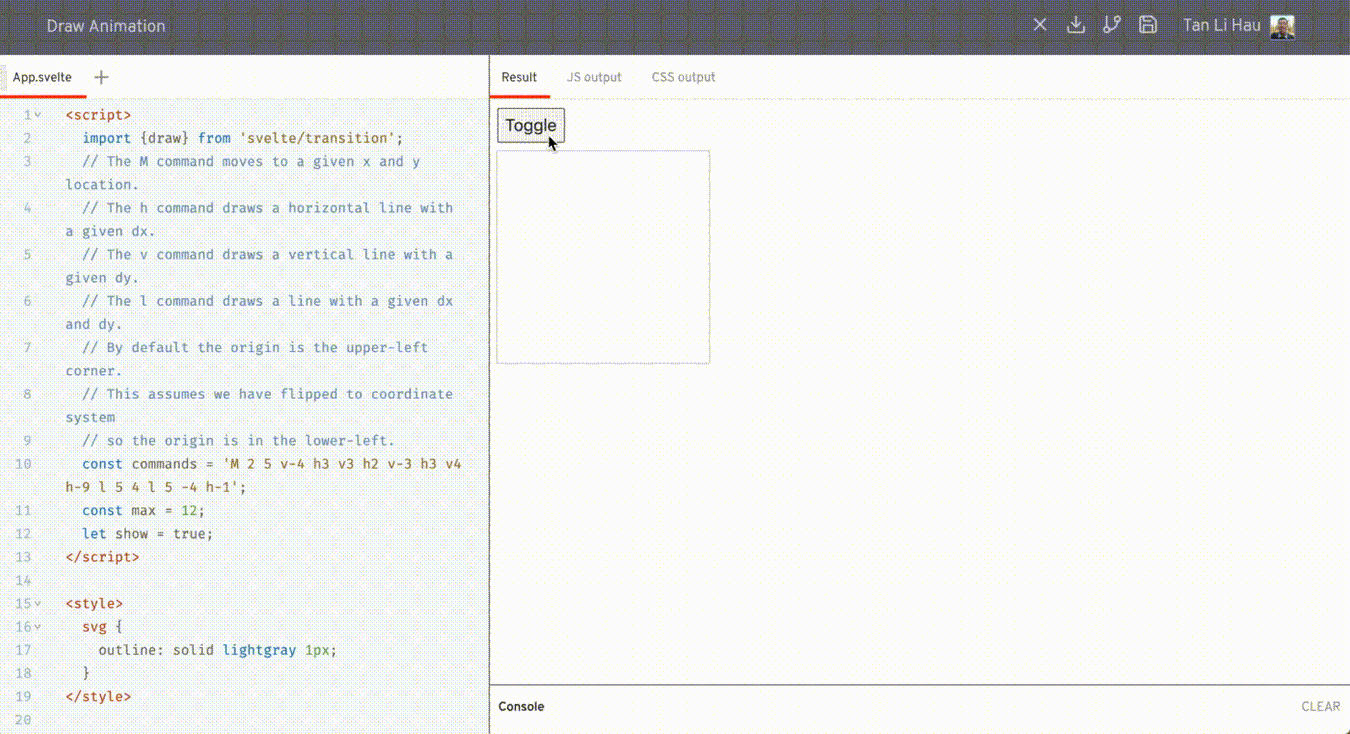 Draw Animation
Tan Li Hau
App.svelte +
Result JS output CSS output
Toggle
1 <script>
2 import {draw} from 'svelte/transition';
3 // The M command moves to a given x and y
location.
4 // The h command draws a horizontal line with
a given dx.
5 // The v command draws a vertical line with a
given dy.
6 // The l command draws a line with a given dx
and dy.
7 // By default the origin is the upper-left
corner.
8 // This assumes we have flipped to coordinate
system
9 // so the origin is in the lower-left.
10 const commands = 'M 2 5 v-4 h3 v3 h2 v-3 h3 v4
h-9 l 5 4 l 5 -4 h-1';
11 const max = 12;
12 let show = true;
13 </script>
14
15 <style>
16 svg {
17 outline: solid lightgray 1px;
18 }
19 </style>
20
Console
CLEAR